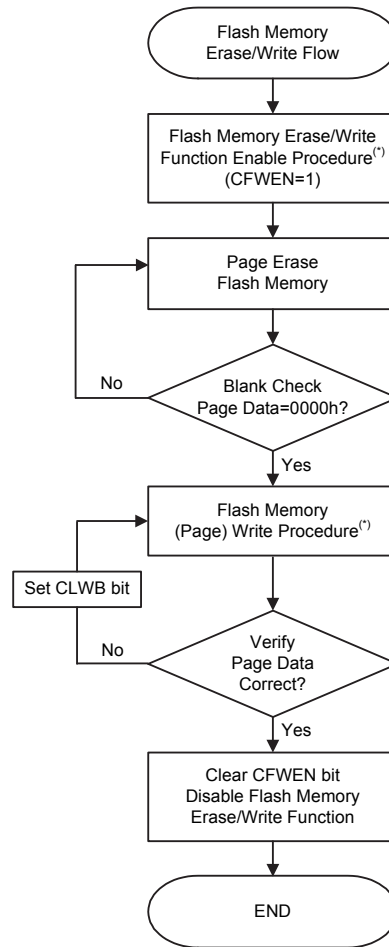 Flash Memory
Erase/Write Flow
Flash Memory Erase/Write
Function Enable Procedure(*)
(CFWEN=1)
Page Erase
Flash Memory
No
Blank Check
Page Data=0000h?
Yes
Flash Memory
(Page) Write Procedure(*)
Set CLWB bit
No
Verify
Page Data
Correct?
Yes
Clear CFWEN bit
Disable Flash Memory
Erase/Write Function
END